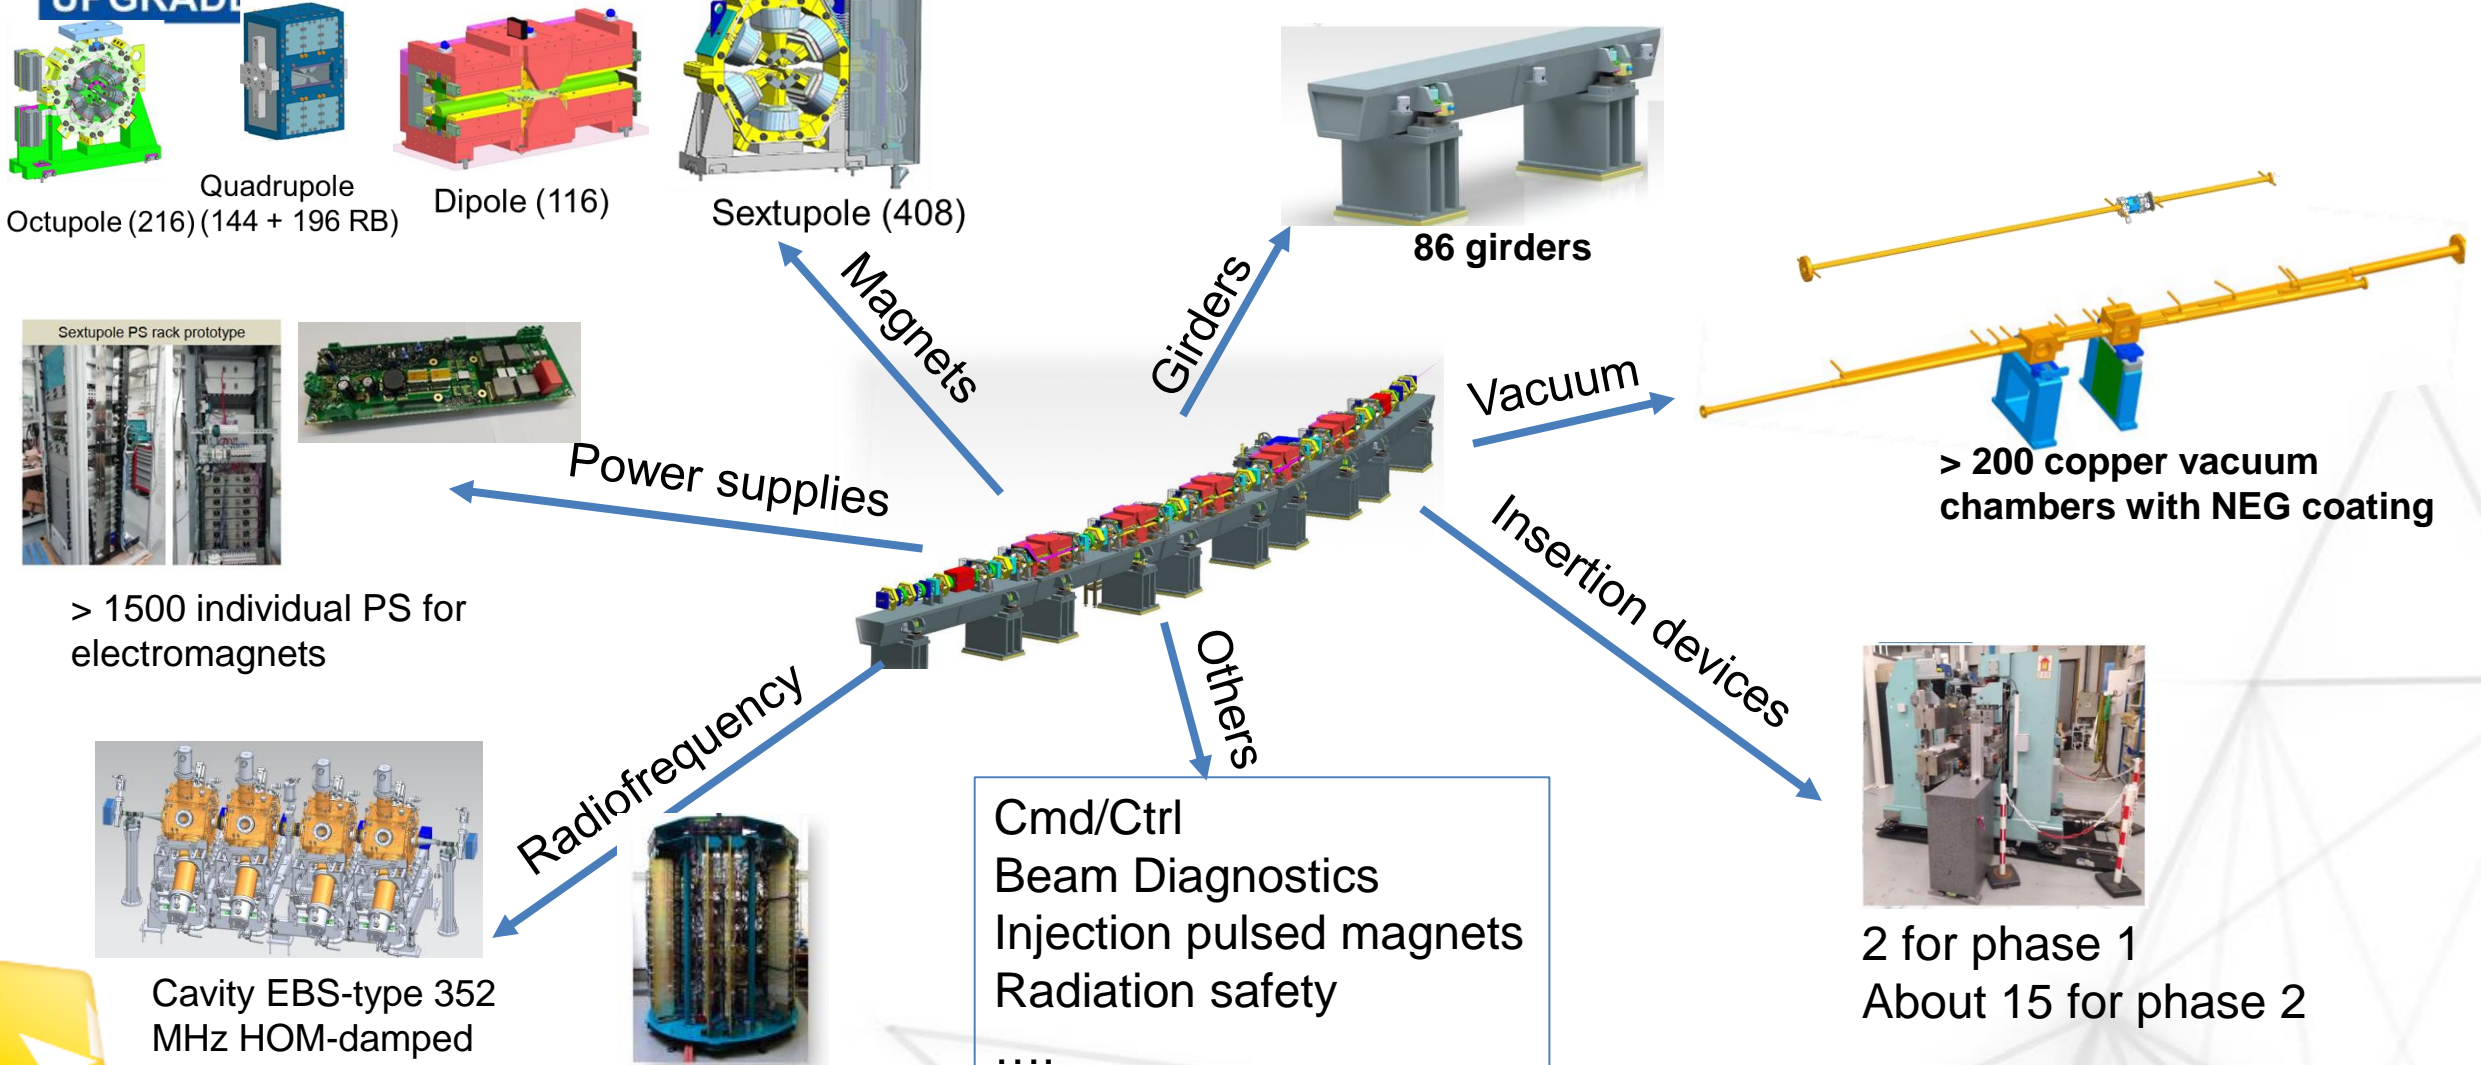 UPGRADE
Quadrupole
Octupole (216) (144 + 196 RB)
Dipole (116)
Sextupole (408)
86 girders
Magnets
Girders
Vacuum
> 200 copper vacuum
chambers with NEG coating
Sextupole PS rack prototype
Power supplies
> 1500 individual PS for
electromagnets
Insertion devices
Others
Radiofrequency
Cavity EBS-type 352
MHz HOM-damped
Cmd/Ctrl
Beam Diagnostics
Injection pulsed magnets
Radiation safety
....
2 for phase 1
About 15 for phase 2